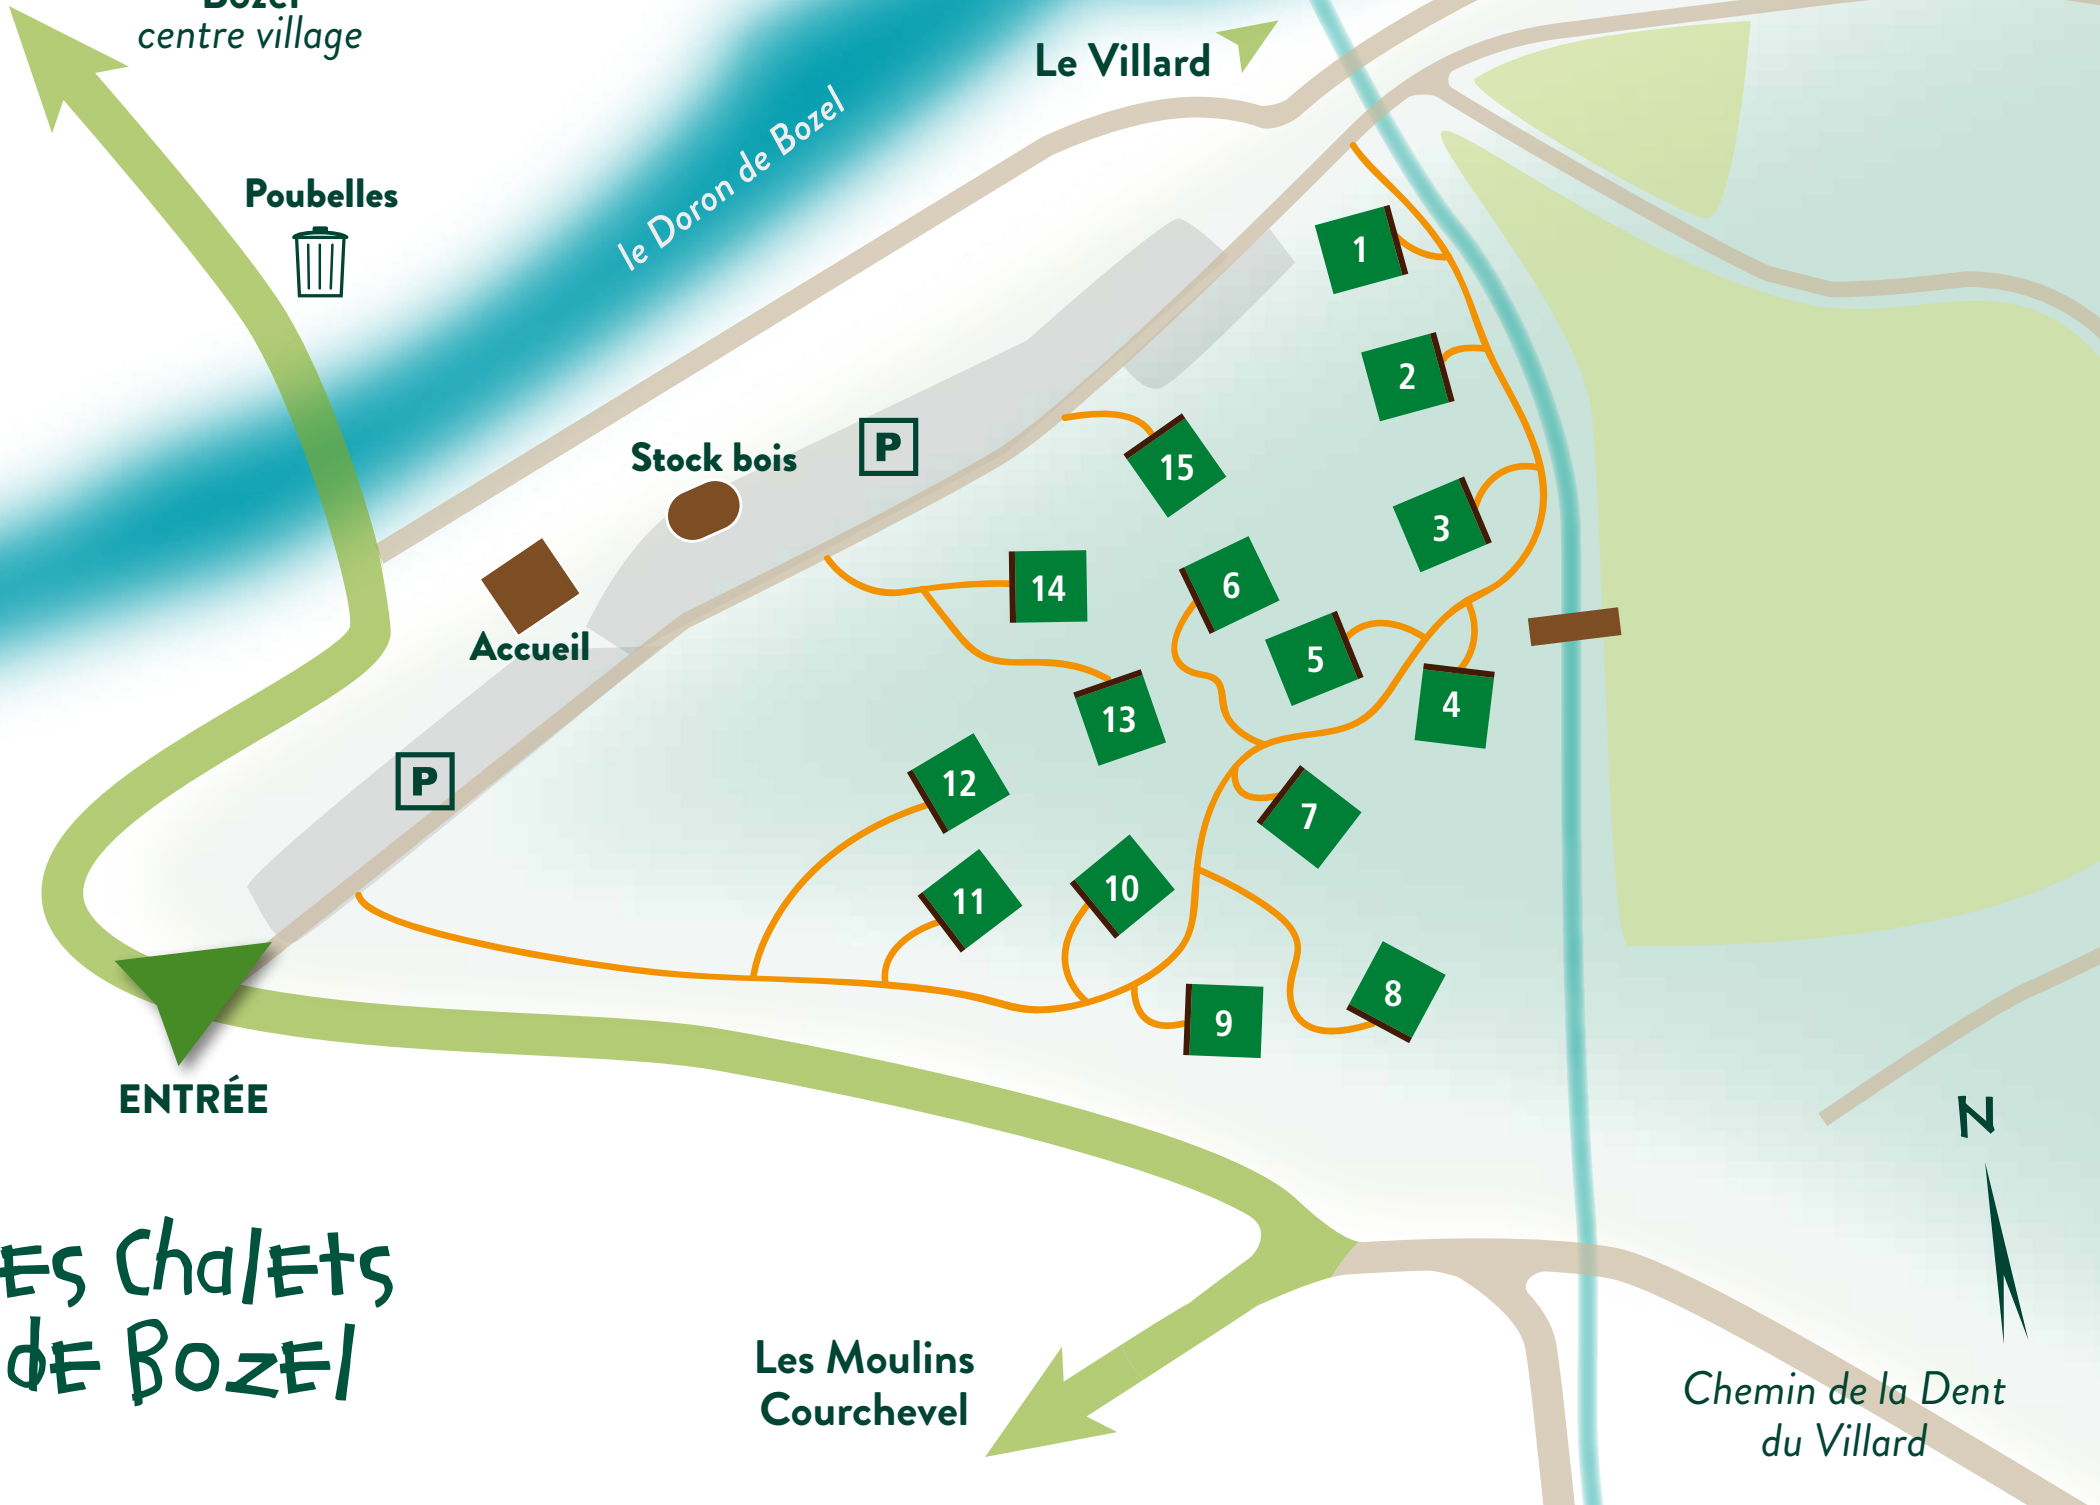 Bozel
centre village
Le Villard
le Doron de Bozel
Poubelles
1
2
P
Stock bois
15
3
14
6
Accueil
5
4
13
P
12
7
11
10
8
9
ENTRÉE
N
Es ChalEts
dE BozEl
Les Moulins
Courchevel
Chemin de la Dent
du Villard